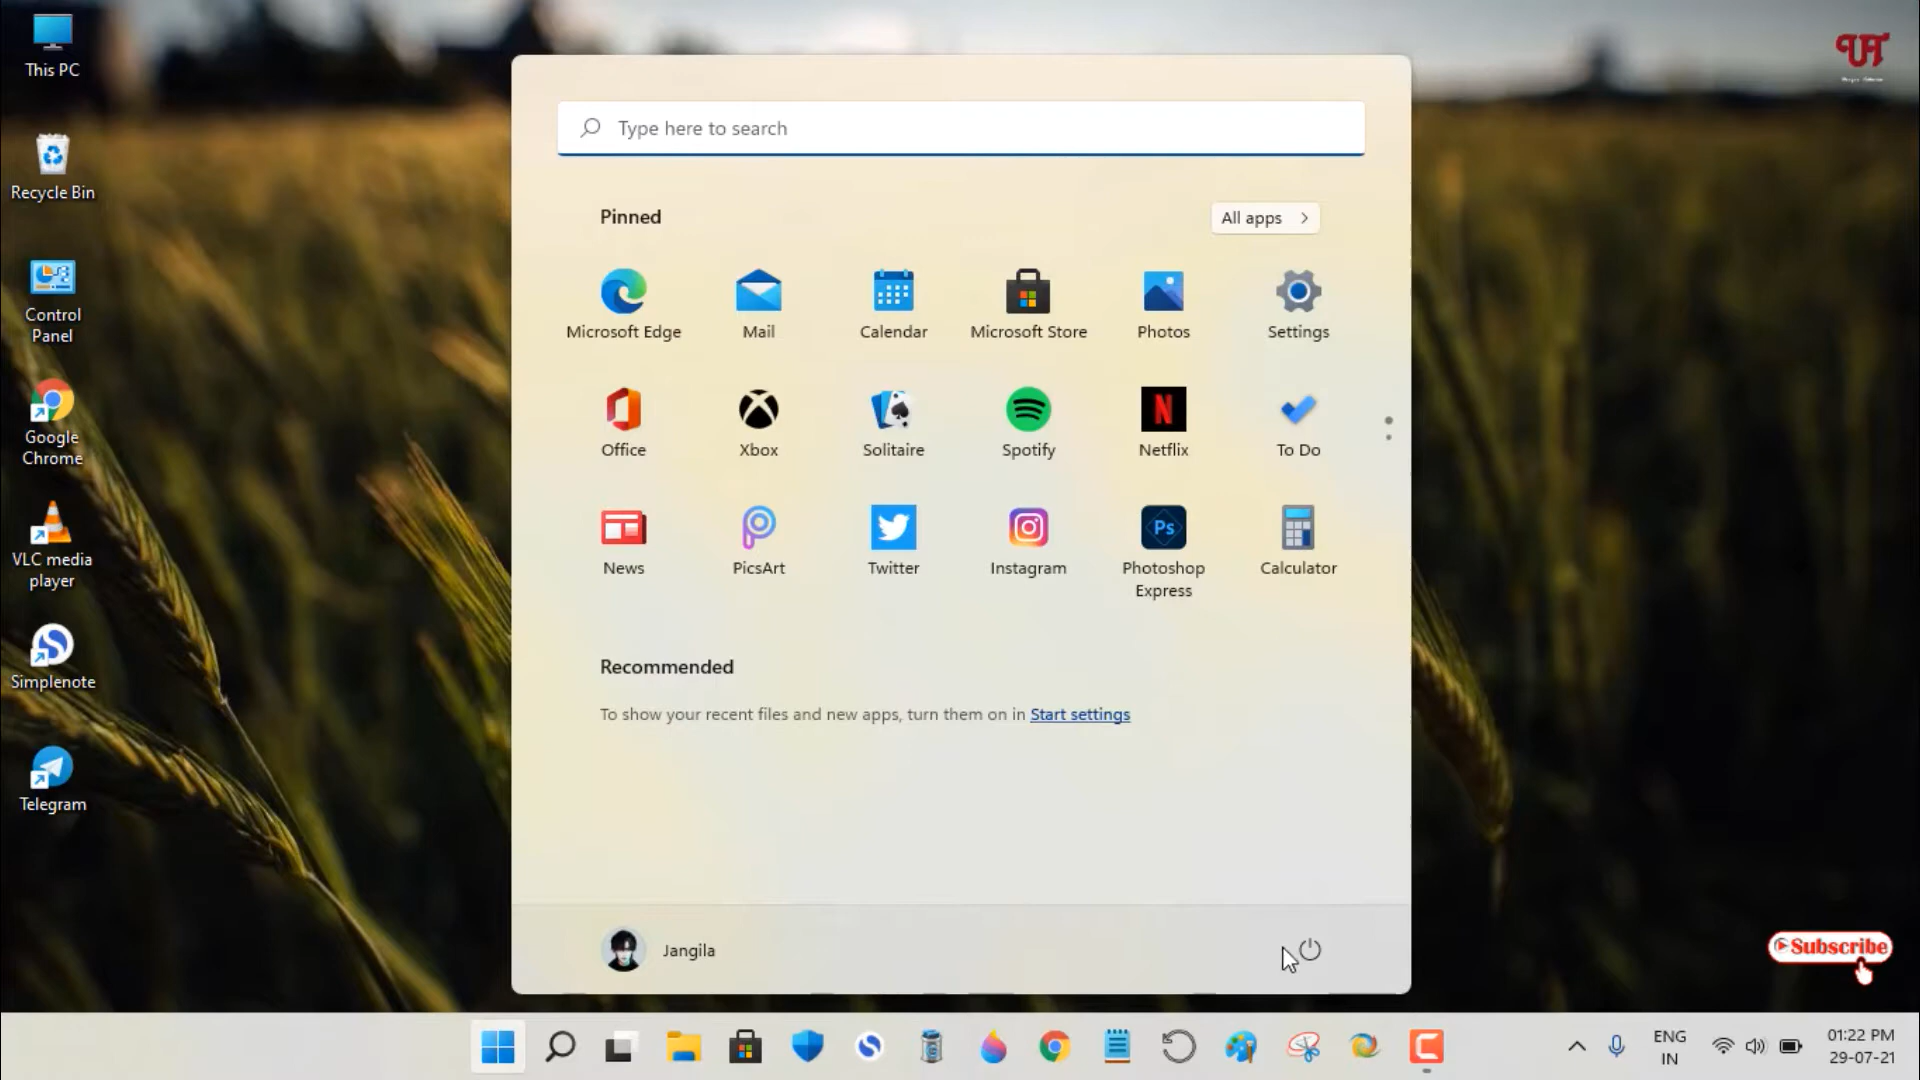 This PC
Recycle Bin
Control
Panel
Google
Chrome
VLC media
player
Simplenote
Telegram
Type here to search
Pinned
All apps
Microsoft Edge
Mail
Calendar
Microsoft Store
Photos
Settings
Office
Xbox
Solitaire
Spotify
Netflix
To Do
News
PicsArt
Twitter
Instagram
Photoshop
Express
Calculator
Recommended
To show your recent files and new apps, turn them on in Start settings
Jangila
Subscribe
ENG
IN
01:22 PM
29-07-21